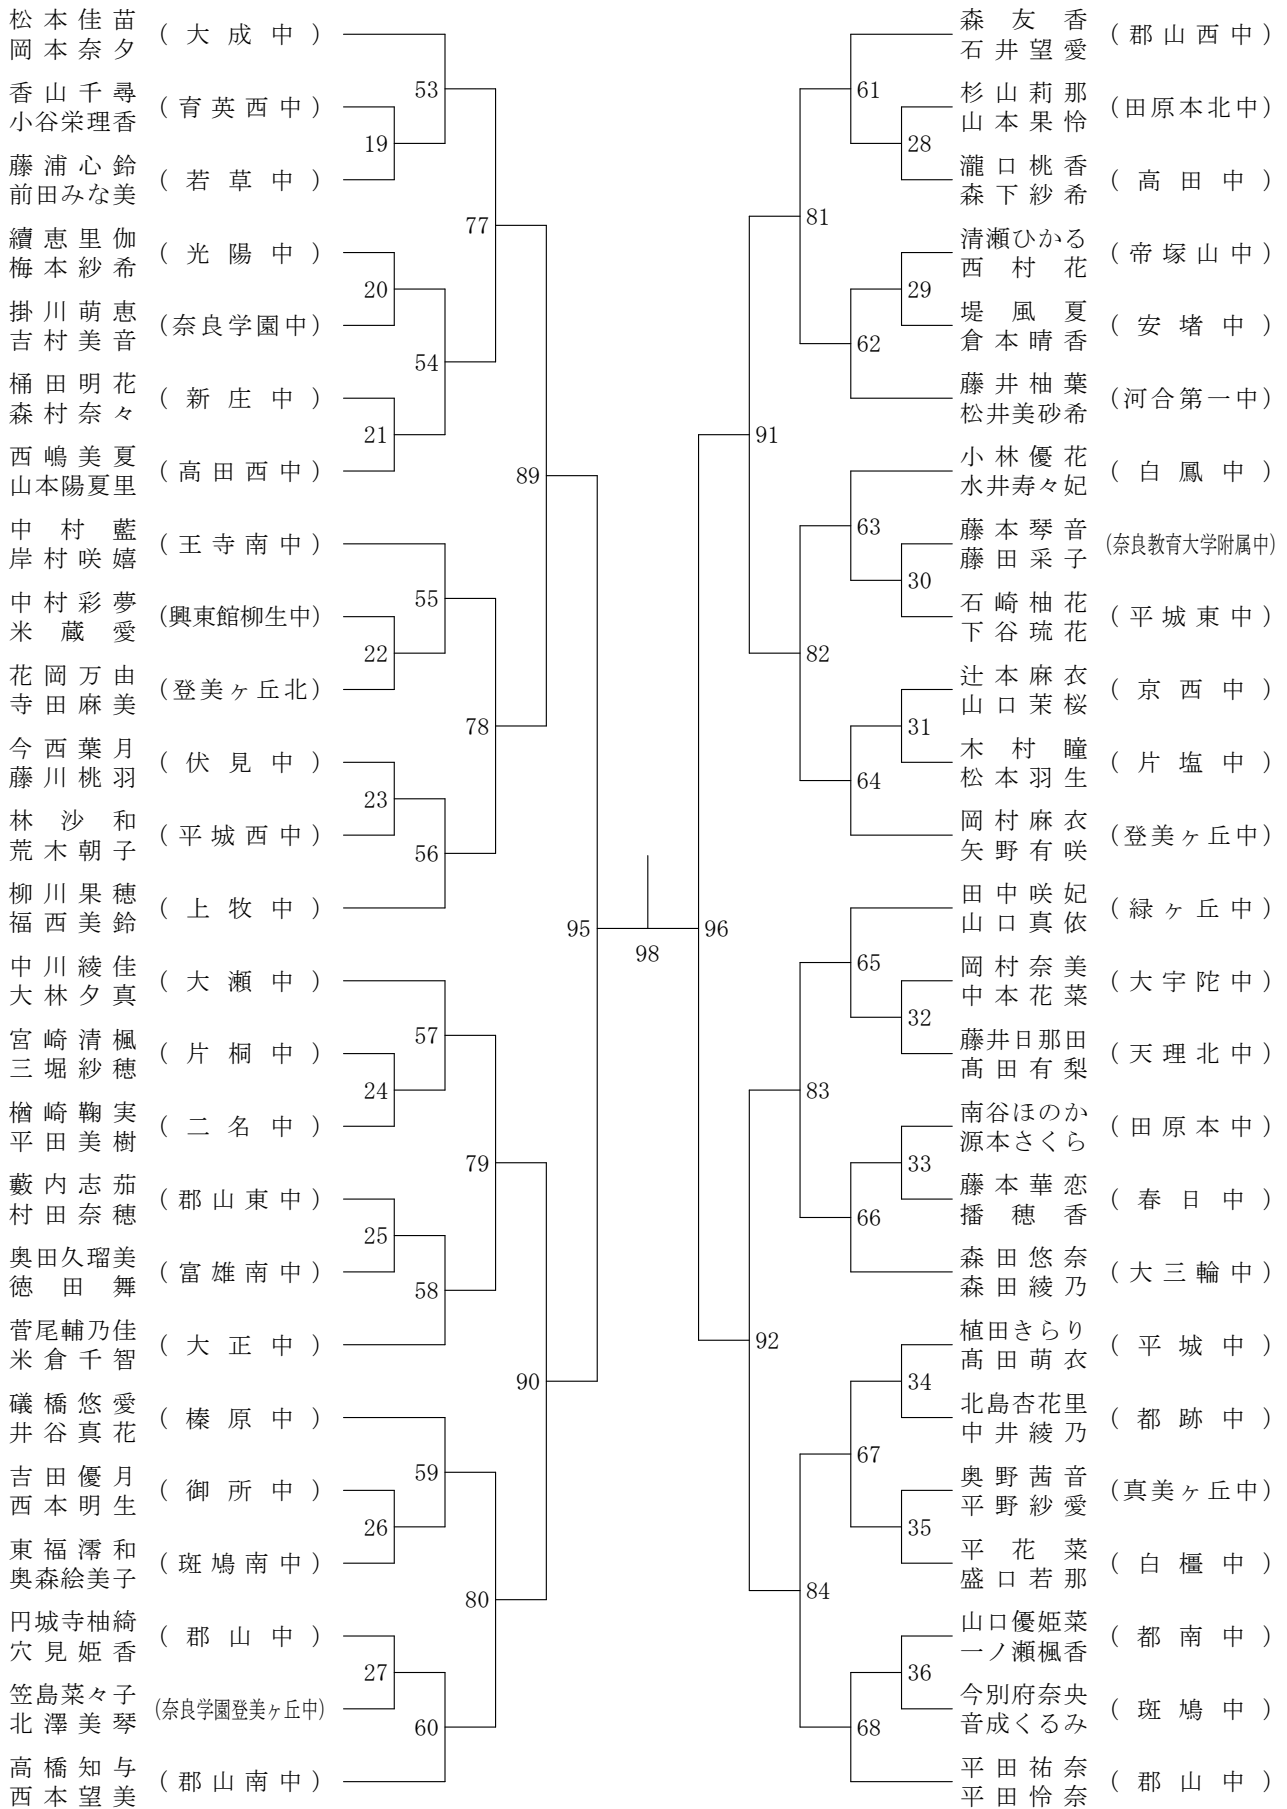 松本佳苗
岡本奈夕
(大成中)
香山千尋
小谷栄理香
(育英西中)
藤浦心鈴
前田みな美
(若草中)
續恵里伽
梅本紗希
(光陽中)
掛川萌恵
吉村美音
(奈良学園中)
桶田明花
森村奈々
(新庄中)
西嶋美夏
山本陽夏里
(高田西中)
中村藍
岸村咲嬉
(王寺南中)
中村彩夢
米蔵愛
(興東館柳生中)
花岡万由
寺田麻美
(登美ヶ丘北)
今西葉月
藤川桃羽
(伏見中)
林沙和
荒木朝子
(平城西中)
柳川果穂
福西美鈴
(上牧中)
中川綾佳
大林夕真
(大瀬中)
宮崎清楓
三堀紗穂
(片桐中)
楢崎鞠実
平田美樹
(二名中)
藪内志茄
村田奈穂
(郡山東中)
奥田久瑠美
徳田舞
(富雄南中)
菅尾輔乃佳
米倉千智
(大正中)
礒橋悠愛
井谷真花
(榛原中)
吉田優月
西本明生
(御所中)
東福澪和
奥森絵美子
(斑鳩南中)
円城寺柚綺
穴見姫香
(郡山中)
笠島菜々子
北澤美琴
(奈良学園登美ヶ丘中)
高橋知与
西本望美
(郡山南中)
53
19
77
20
54
21
89
55
22
78
23
56
95
57
24
79
25
58
90
59
26
80
27
60
98
96
61
28
81
29
62
91
63
30
82
31
64
65
32
83
33
66
92
34
67
35
84
36
68
森友香
石井望愛
(郡山西中)
杉山莉那
山本果怜
(田原本北中)
瀧口桃香
森下紗希
(高田中)
清瀬ひかる
西村花
(帝塚山中)
堤風夏
倉本晴香
(安堵中)
藤井柚葉
松井美砂希
(河合第一中)
小林優花
水井寿々妃
(白鳳中)
藤本琴音
藤田采子
(奈良教育大学附属中)
石崎柚花
下谷琉花
(平城東中)
辻本麻衣
山口茉桜
(京西中)
木村瞳
松本羽生
(片塩中)
岡村麻衣
矢野有咲
(登美ヶ丘中)
田中咲妃
山口真依
(緑ヶ丘中)
岡村奈美
中本花菜
(大宇陀中)
藤井日那田
髙田有梨
(天理北中)
南谷ほのか
源本さくら
(田原本中)
藤本華恋
播穂香
(春日中)
森田悠奈
森田綾乃
(大三輪中)
植田きらり
髙田萌衣
(平城中)
北島杏花里
中井綾乃
(都跡中)
奥野茜音
平野紗愛
(真美ヶ丘中)
平花菜
盛口若那
(白橿中)
山口優姫菜
一ノ瀬楓香
(都南中)
今別府奈央
音成くるみ
(斑鳩中)
平田祐奈
平田怜奈
(郡山中)